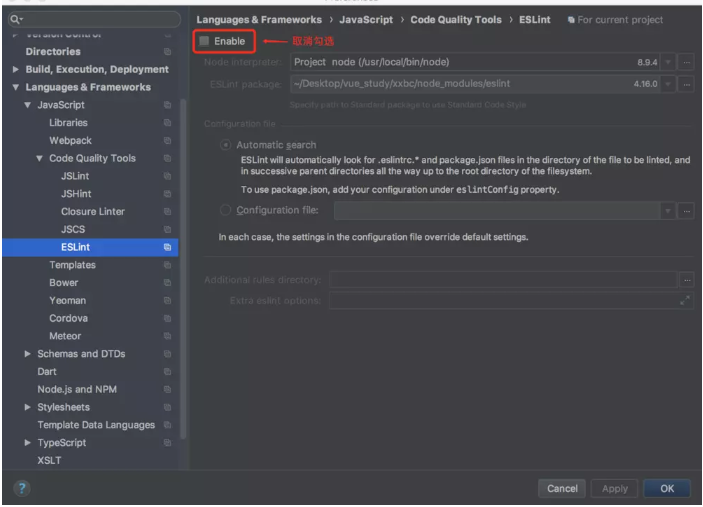 Languages & Frameworks › JavaScript › Code Quality Tools › ESLint
For current project
Enable
取消勾选
Directories
Build, Execution, Deployment
Languages & Frameworks
JavaScript
Libraries
Webpack
Code Quality Tools
JSLint
JSHint
Closure Linter
JSCS
ESLint
Templates
Bower
Yeoman
Cordova
Meteor
Schemas and DTDs
Dart
Node.js and NPM
Stylesheets
Template Data Languages
TypeScript
XSLT
Node interpreter: Project node (/usr/local/bin/node) 8.9.4
ESLint package: ~/Desktop/vue_study/xxbc/node_modules/eslint 4.16.0
Specify path to Standard package to use Standard Code Style
Configuration file
Automatic search
ESLint will automatically look for .eslintrc.* and package.json files in the directory of the file to be linted, and
in successive parent directories all the way up to the root directory of the filesystem.
To use package.json, add your configuration under eslintConfig property.
Configuration file:
In each case, the settings in the configuration file override default settings.
Additional rules directory:
Extra eslint options:
?
Cancel
Apply
OK